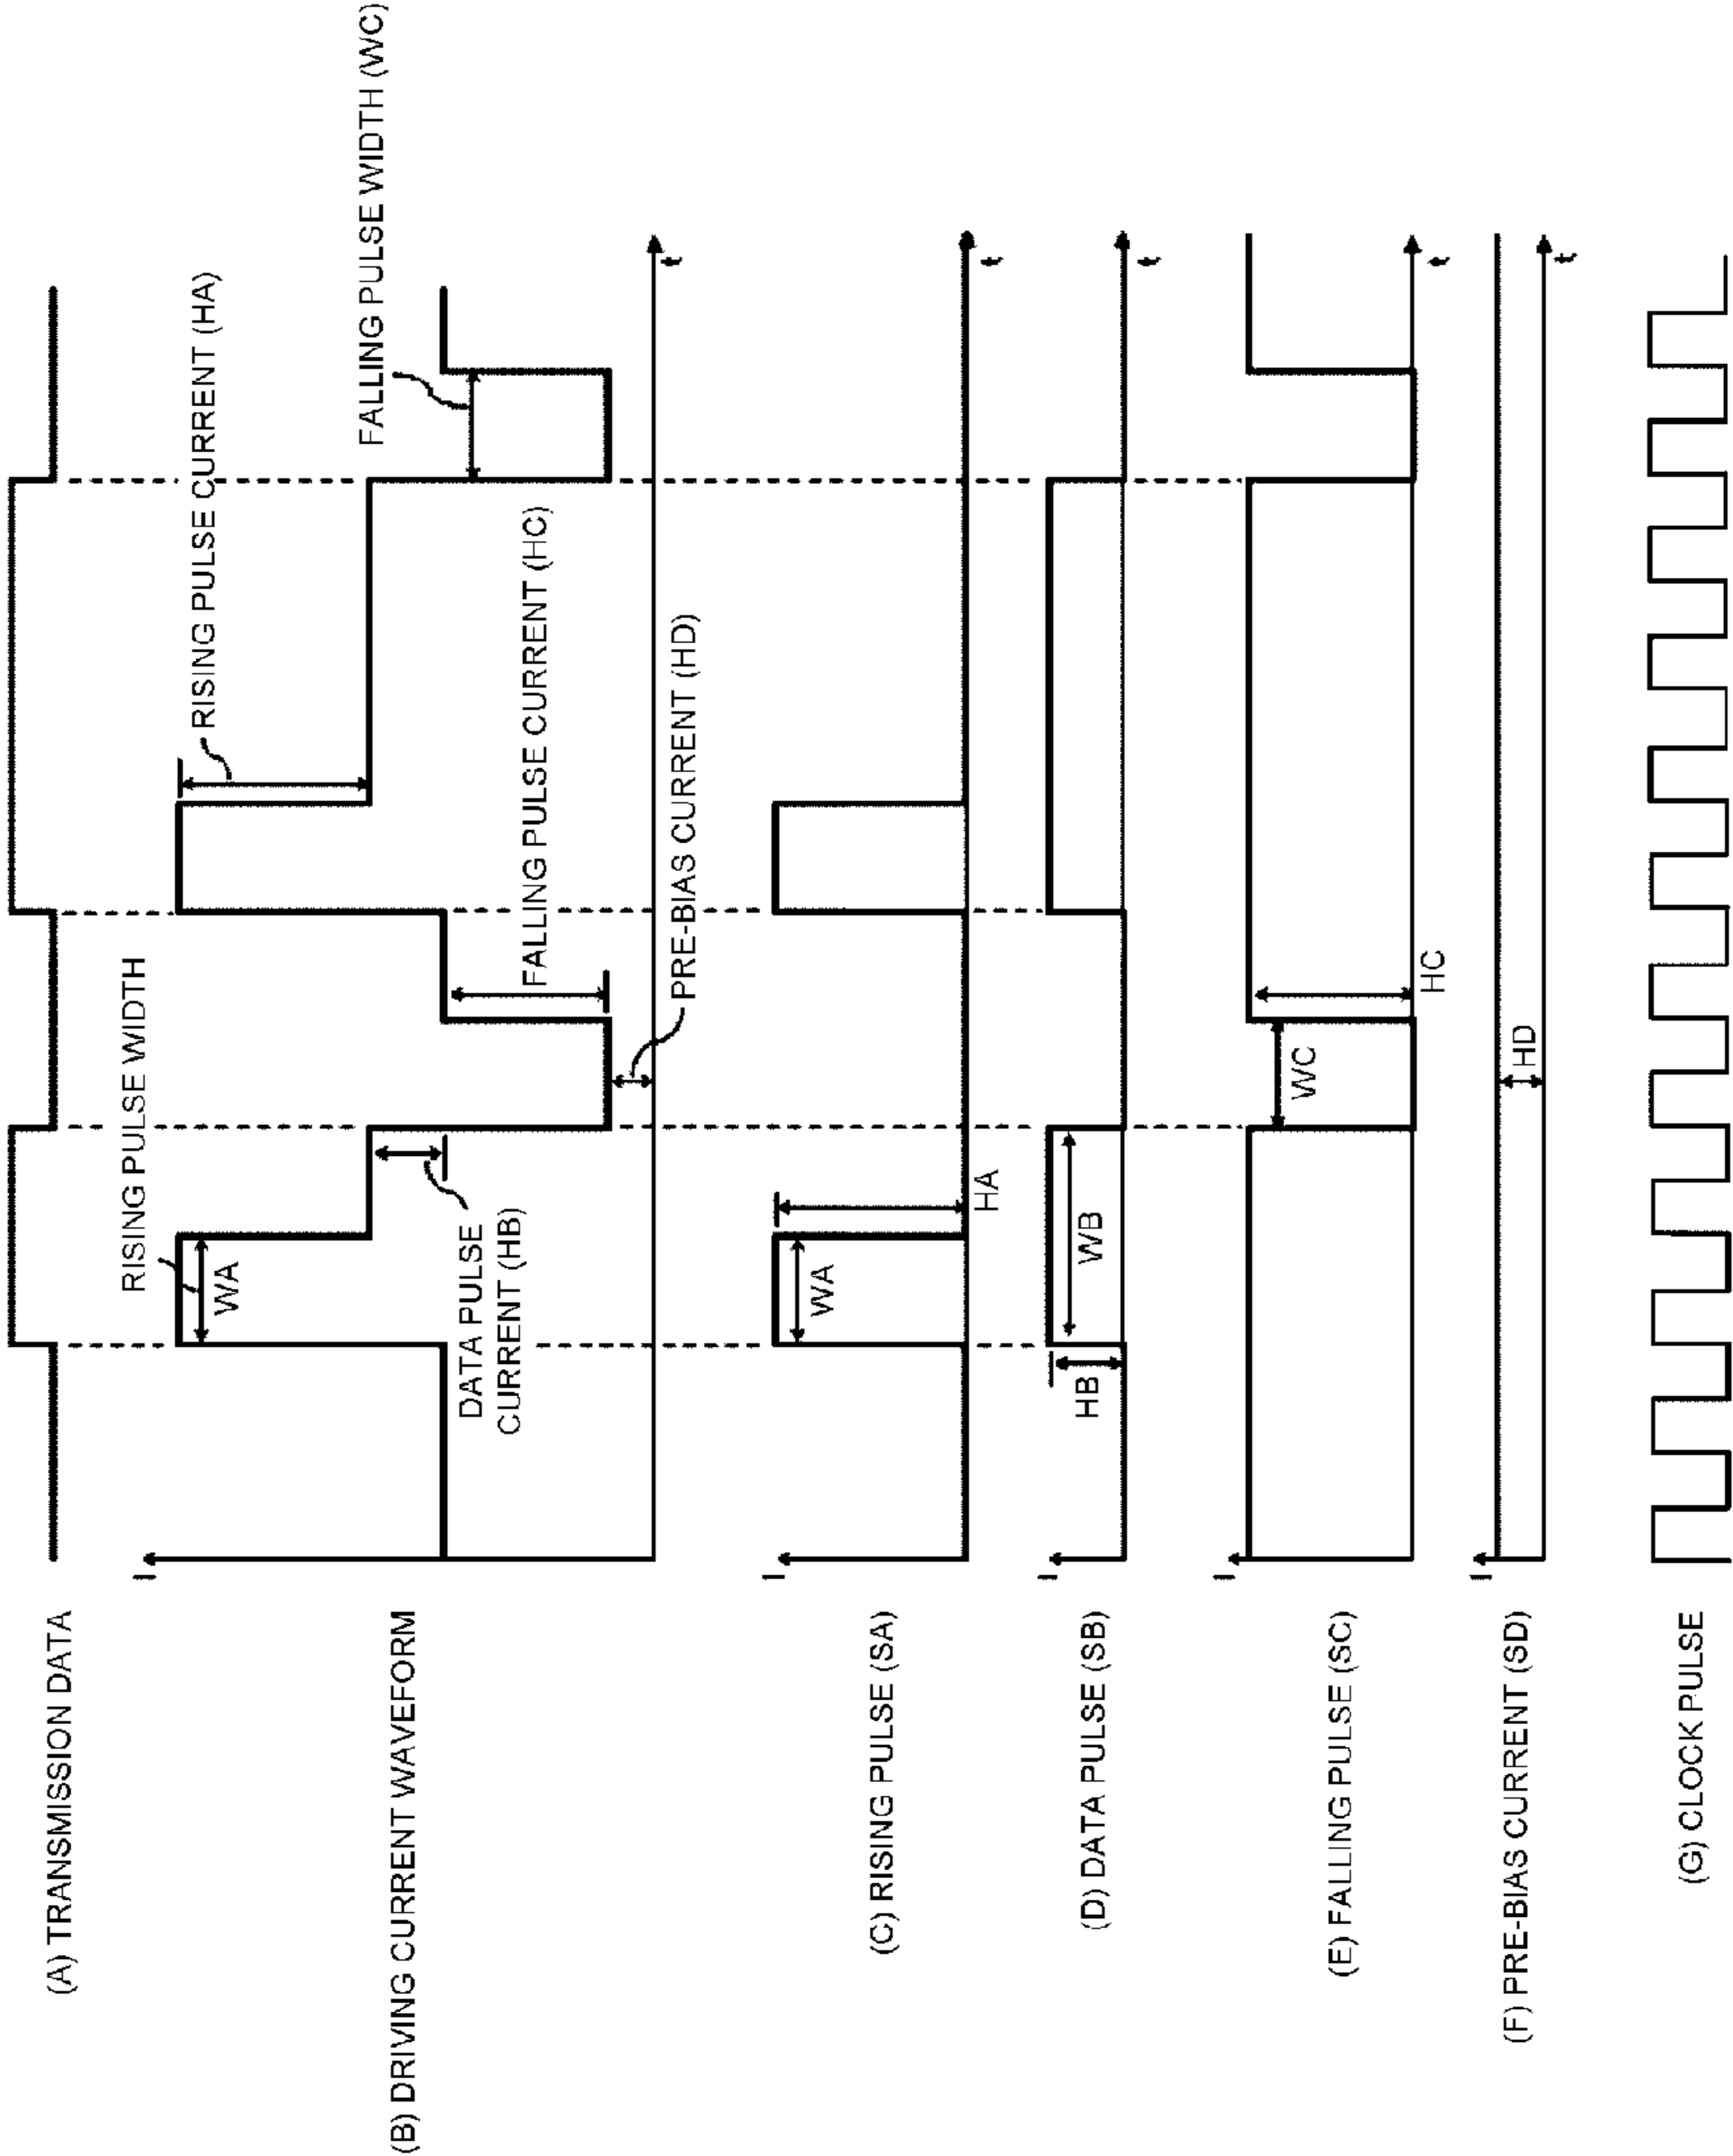 (A) TRANSMISSION DATA
RISING PULSE WIDTH
RISING PULSE CURRENT (HA)
FALLING PULSE WIDTH (WC)
I
WA
(B) DRIVING CURRENT WAVEFORM
DATA PULSE
CURRENT (HB)
FALLING PULSE CURRENT (HC)
PRE-BIAS CURRENT (HD)
t
I
WA
(C) RISING PULSE (SA)
HA
t
I
HB
WB
(D) DATA PULSE (SB)
t
I
WC
(E) FALLING PULSE (SC)
HC
t
I
HD
(F) PRE-BIAS CURRENT (SD)
t
(G) CLOCK PULSE